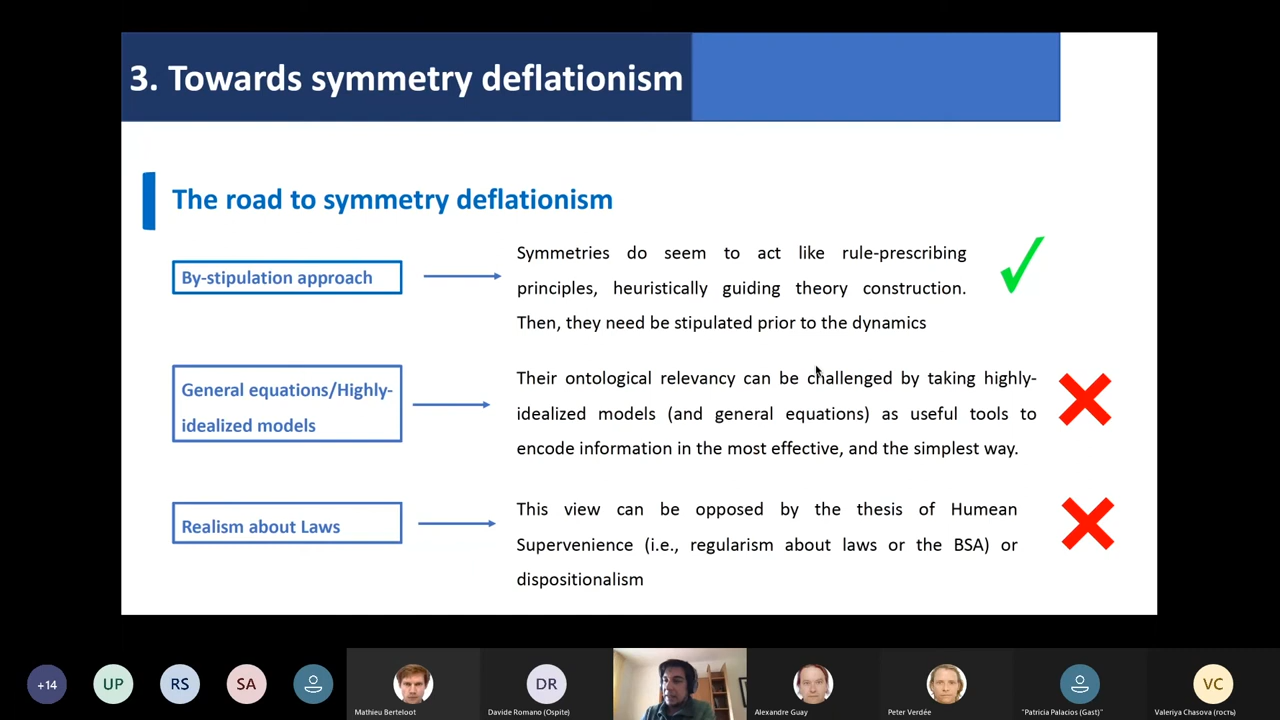 3. Towards symmetry deflationism
The road to symmetry deflationism
By-stipulation approach
Symmetries do seem to act like rule-prescribing
principles, heuristically guiding theory construction.
Then, they need be stipulated prior to the dynamics
General equations/Highly-
idealized models
Their ontological relevancy can be challenged by taking highly-
idealized models (and general equations) as useful tools to
encode information in the most effective, and the simplest way.
Realism about Laws
This view can be opposed by the thesis of Humean
Supervenience (i.e., regularism about laws or the BSA) or
dispositionalism
+14
UP
RS
SA
Mathieu Berteloot
DR
Davide Romano (Ospite)
Alexandre Guay
Peter Verdée
"Patricia Palacios (Gast)"
VC
Valeriya Chasova (гость)